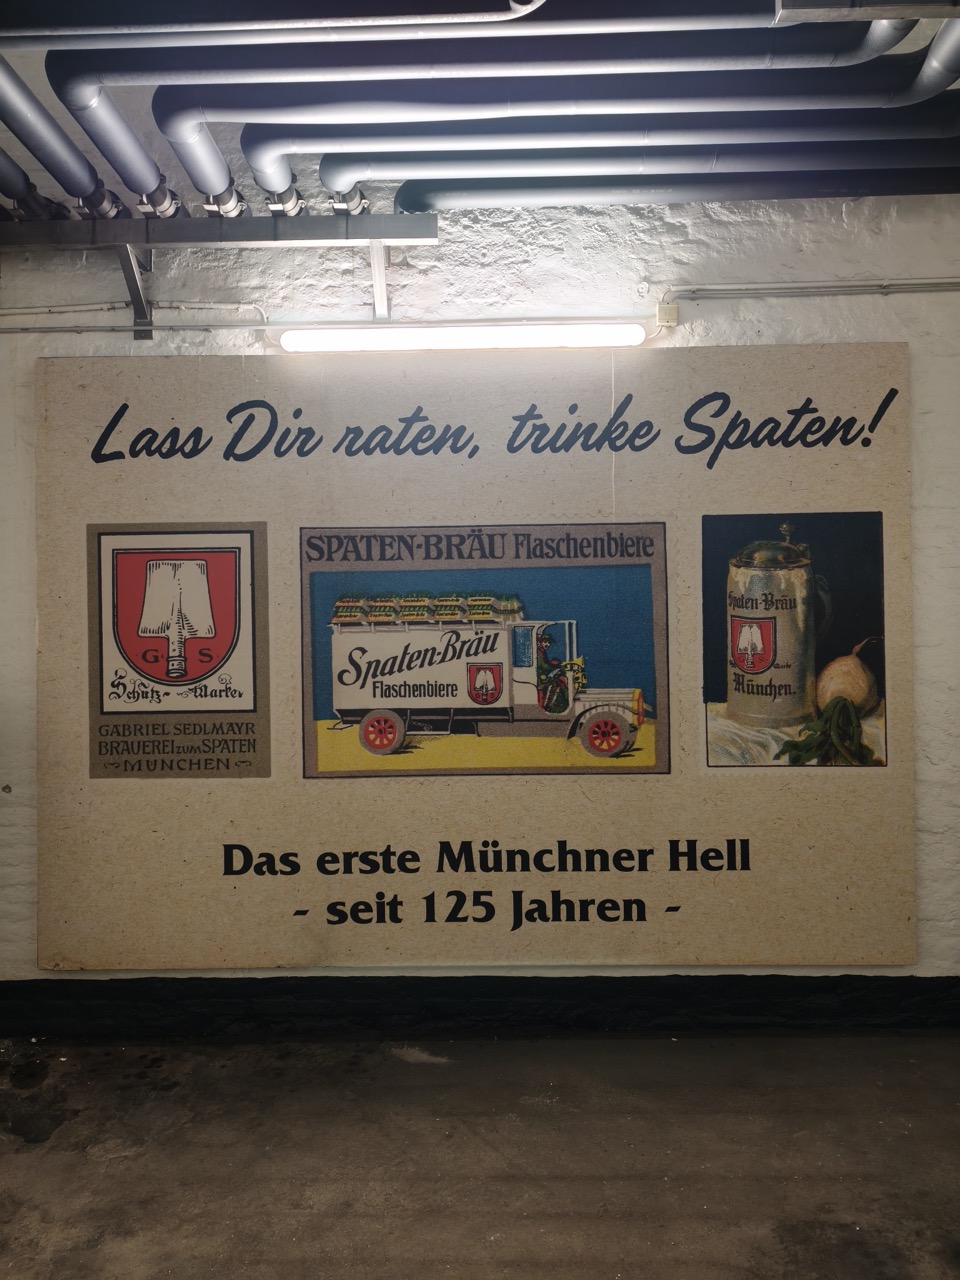 Lass Dir raten, trinke Spaten!
G S
Schutz-Marke.
GABRIEL SEDLMAYR
BRAUEREI ZUM SPATEN
MÜNCHEN
SPATEN-BRÄU Flaschenbiere
Spaten-Bräu
Flaschenbiere
Spaten-Bräu
München.
Das erste Münchner Hell
- seit 125 Jahren -